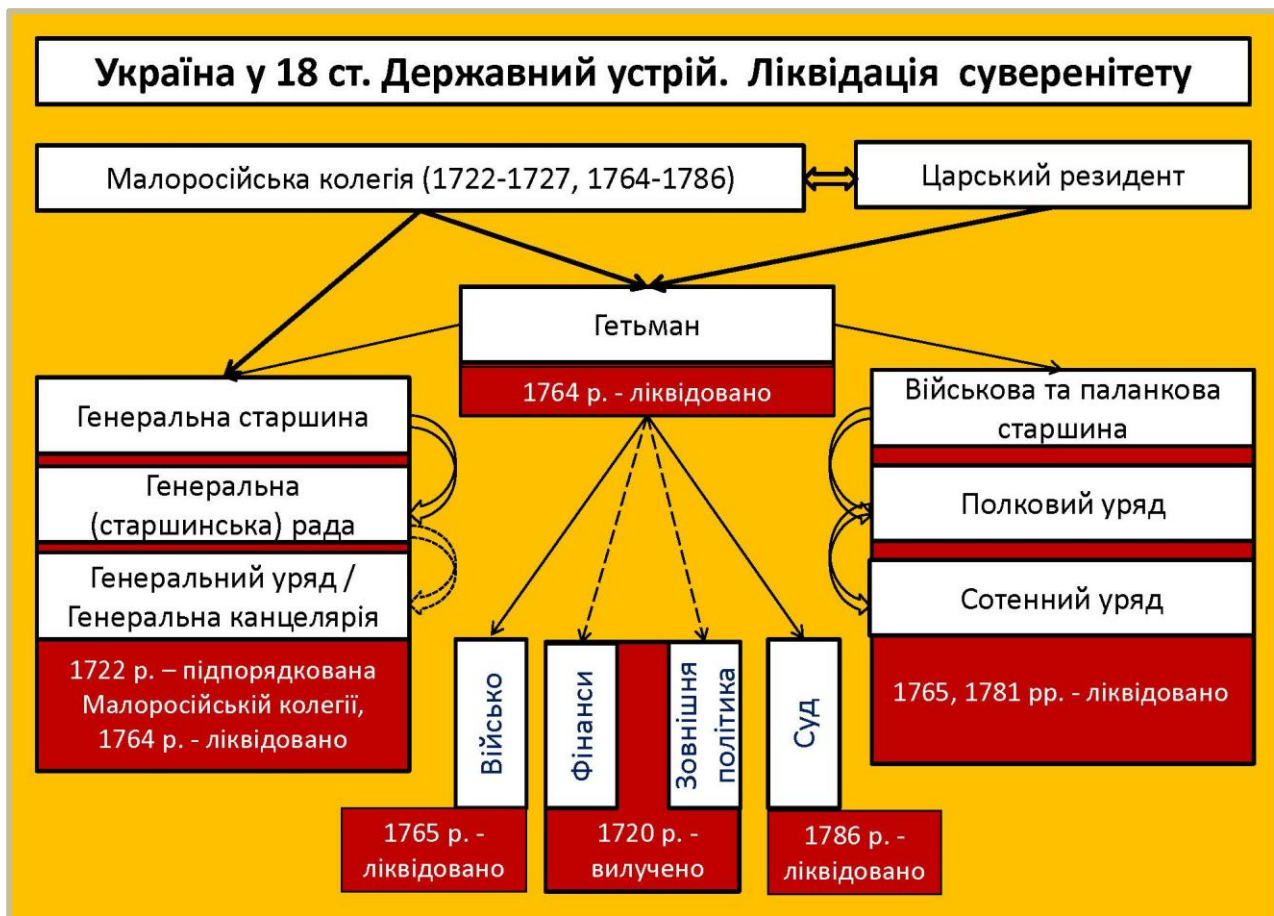 Україна у 18 ст. Державний устрій. Ліквідація суверенітету
Малоросійська колегія (1722-1727, 1764-1786)
Царський резидент
Гетьман
1764 р. - ліквідовано
Генеральна старшина
Генеральна
(старшинська) рада
Генеральний уряд /
Генеральна канцелярія
1722 р. – підпорядкована
Малоросійській колегії,
1764 р. - ліквідовано
Військова та паланкова
старшина
Полковий уряд
Сотенний уряд
1765, 1781 рр. - ліквідовано
Військо
Фінанси
Зовнішня
політика
Суд
1765 р. -
ліквідовано
1720 р. -
вилучено
1786 р. -
ліквідовано